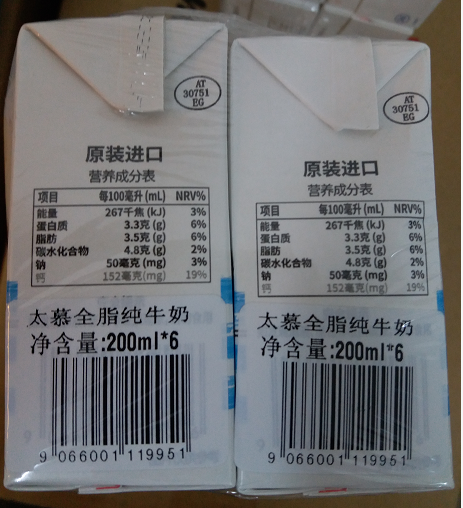 AT
30751
EG
原装进口
营养成分表
项目 每100毫升(mL) NRV%
能量 267千焦(kJ) 3%
蛋白质 3.3克(g) 6%
脂肪 3.5克(g) 6%
碳水化合物 4.8克(g) 2%
钠 50毫克(mg) 3%
钙 152毫克(mg) 19%
太慕全脂纯牛奶
净含量:200ml*6
9 066001 119951
AT
30751
EG
原装进口
营养成分表
项目 每100毫升(mL) NRV%
能量 267千焦(kJ) 3%
蛋白质 3.3克(g) 6%
脂肪 3.5克(g) 6%
碳水化合物 4.8克(g) 2%
钠 50毫克(mg) 3%
钙 152毫克(mg) 19%
太慕全脂纯牛奶
净含量:200ml*6
9 066001 119951